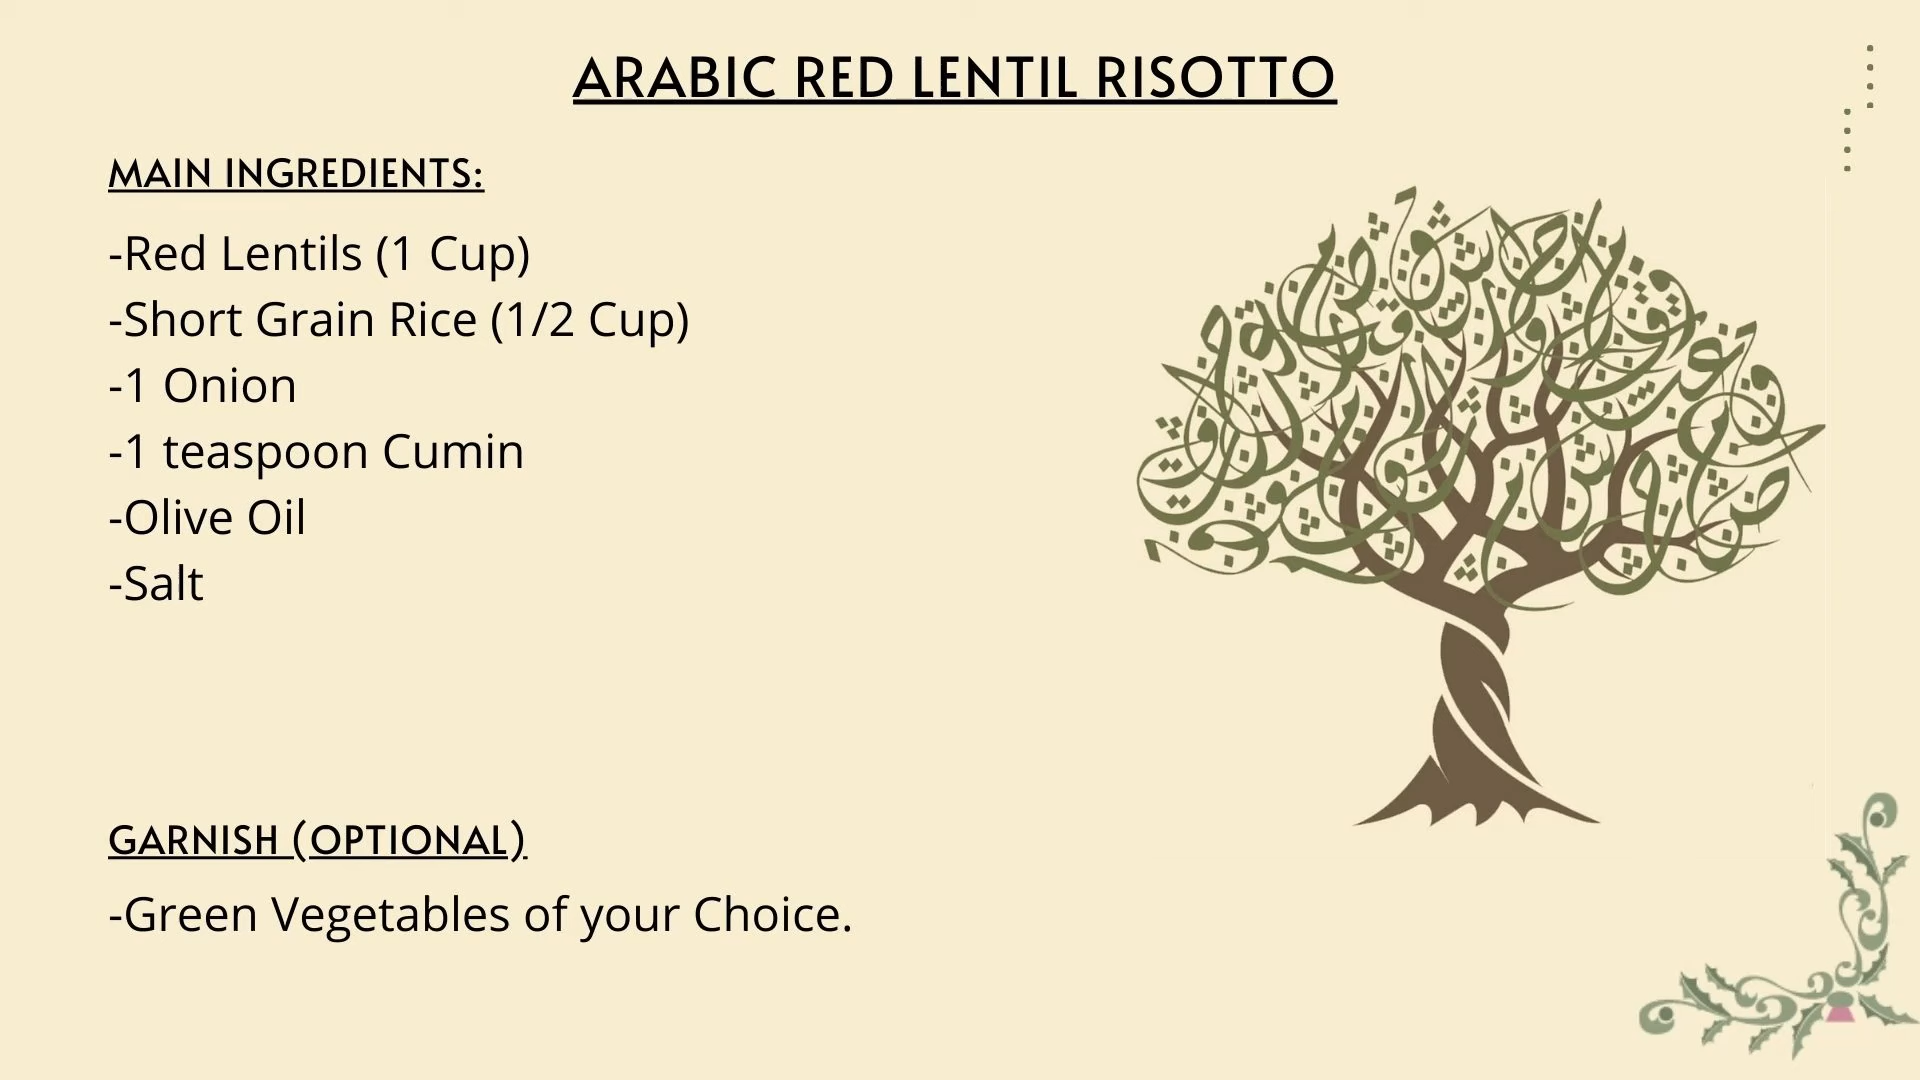 ARABIC RED LENTIL RISOTTO
MAIN INGREDIENTS:
-Red Lentils (1 Cup)
-Short Grain Rice (1/2 Cup)
-1 Onion
-1 teaspoon Cumin
-Olive Oil
-Salt
GARNISH (OPTIONAL)
-Green Vegetables of your Choice.